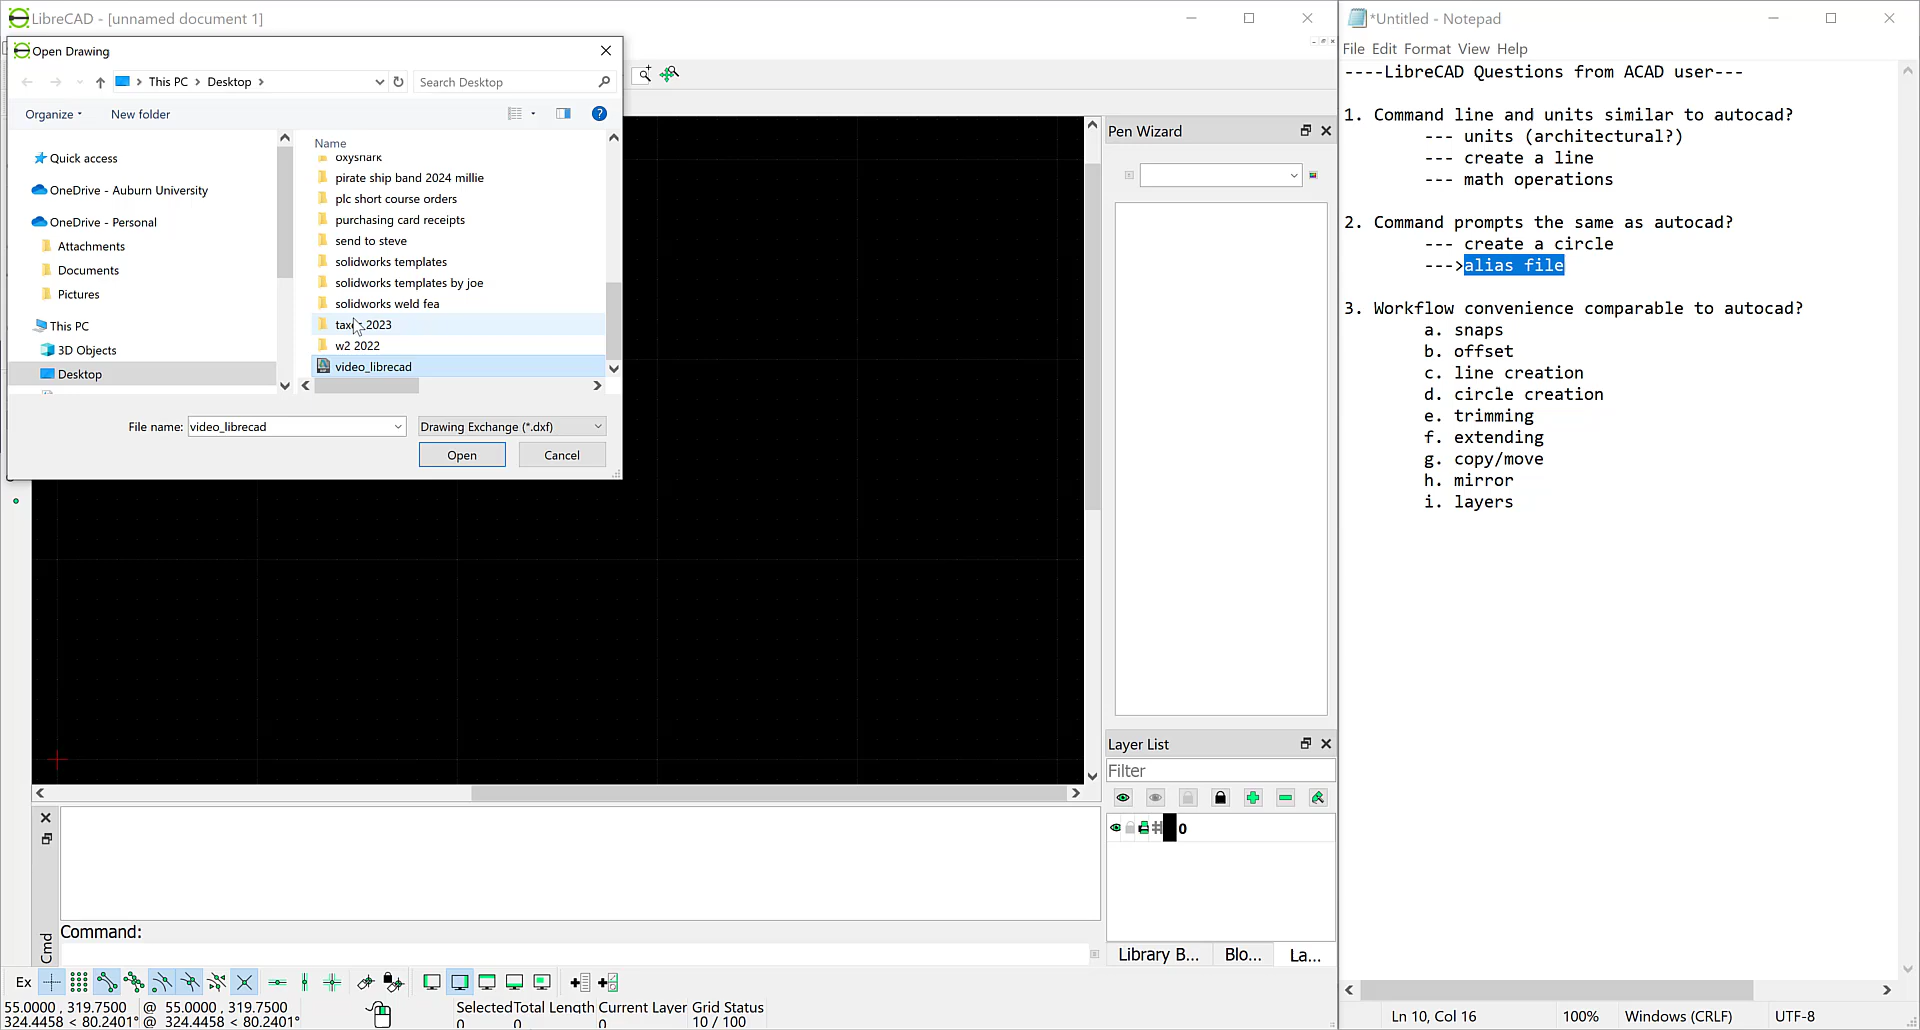 LibreCAD - [unnamed document 1]
Open Drawing
This PC
Desktop
Search Desktop
Organize
New folder
Name
Quick access
OneDrive - Auburn University
OneDrive - Personal
Attachments
Documents
Pictures
This PC
3D Objects
Desktop
oxyshark
pirate ship band 2024 millie
plc short course orders
purchasing card receipts
send to steve
solidworks templates
solidworks templates by joe
solidworks weld fea
2023
w2 2022
video_librecad
File name: video_librecad
Drawing Exchange (*.dxf)
Open
Cancel
Pen Wizard
Layer List
Filter
0
Library B...
Blo...
La...
Cmd
Command:
Ex
55.0000 , 319.7500 @ 55.0000 , 319.7500
324.4458 < 80.2401° @ 324.4458 < 80.2401°
Selected Total Length Current Layer Grid Status
0 0 0 10 / 100
*Untitled - Notepad
File Edit Format View Help
----LibreCAD Questions from ACAD user---
1. Command line and units similar to autocad?
--- units (architectural?)
--- create a line
--- math operations
2. Command prompts the same as autocad?
--- create a circle
--->alias file
3. Workflow convenience comparable to autocad?
a. snaps
b. offset
c. line creation
d. circle creation
e. trimming
f. extending
g. copy/move
h. mirror
i. layers
Ln 10, Col 16
100%
Windows (CRLF)
UTF-8